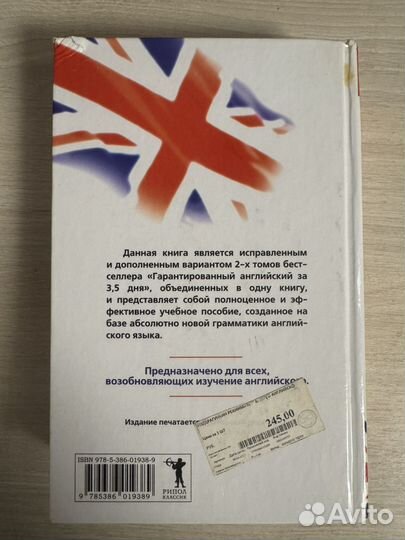 Данная книга является исправленным
и дополненным вариантом 2-х томов бест-
селлера «Гарантированный английский за
3,5 дня», объединенных в одну книгу,
и представляет собой полноценное и эф-
фективное учебное пособие, созданное на
базе абсолютно новой грамматики англий-
ского языка.
Предназначено для всех,
возобновляющих изучение английского.
Издание печатается
245,00
РУБ.
ISBN 978-5-386-01938-9
9 785386 019389
РИПОЛ
КЛАССИК
Avito